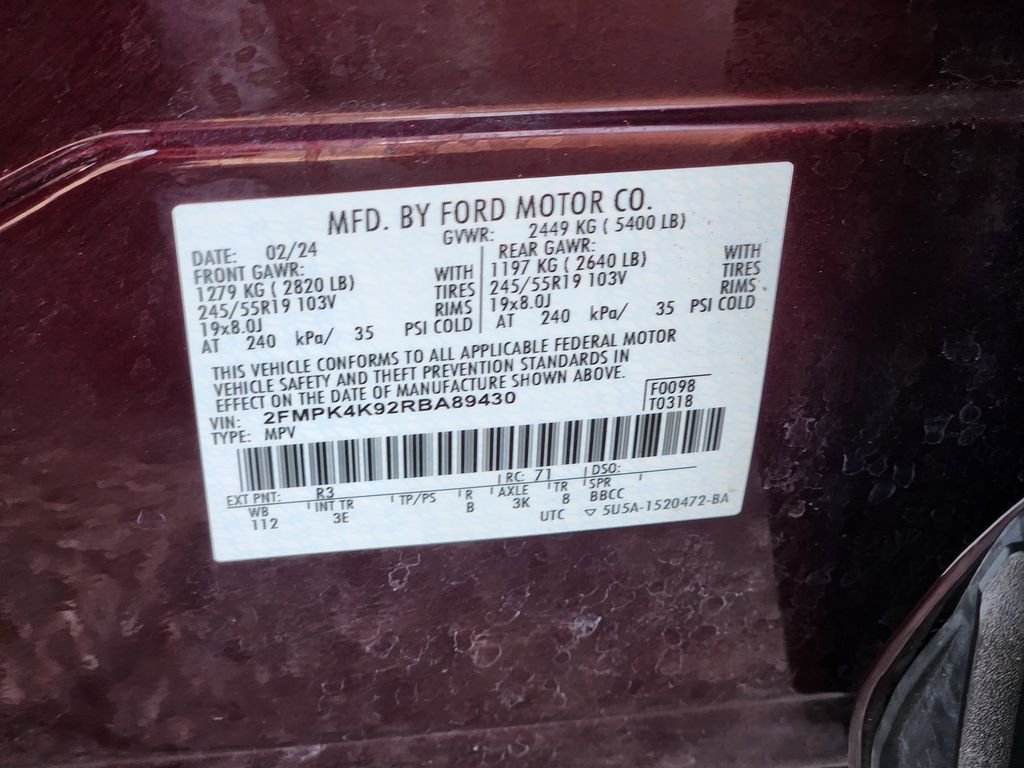 MFD. BY FORD MOTOR CO.
DATE: 02/24 GVWR: 2449 KG ( 5400 LB)
FRONT GAWR: WITH REAR GAWR: WITH
1279 KG ( 2820 LB) TIRES 1197 KG ( 2640 LB) TIRES
245/55R19 103V RIMS 245/55R19 103V RIMS
19x8.0J 19x8.0J
AT 240 kPa/ 35 PSI COLD AT 240 kPa/ 35 PSI COLD
THIS VEHICLE CONFORMS TO ALL APPLICABLE FEDERAL MOTOR
VEHICLE SAFETY AND THEFT PREVENTION STANDARDS IN
EFFECT ON THE DATE OF MANUFACTURE SHOWN ABOVE.
VIN: 2FMPK4K92RBA89430 F0098
TYPE: MPV T0318
EXT PNT: R3 RC: 71 DSO:
WB INT TR TP/PS R AXLE TR SPR
112 3E B 3K 8 BBCC
UTC ▽ 5U5A-1520472-BA